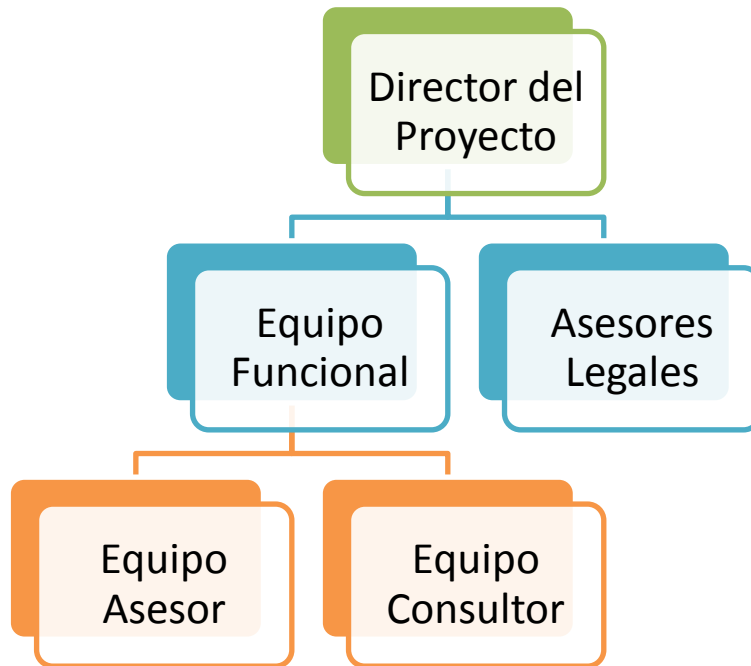 Director del
Proyecto
Equipo
Funcional
Asesores
Legales
Equipo
Asesor
Equipo
Consultor